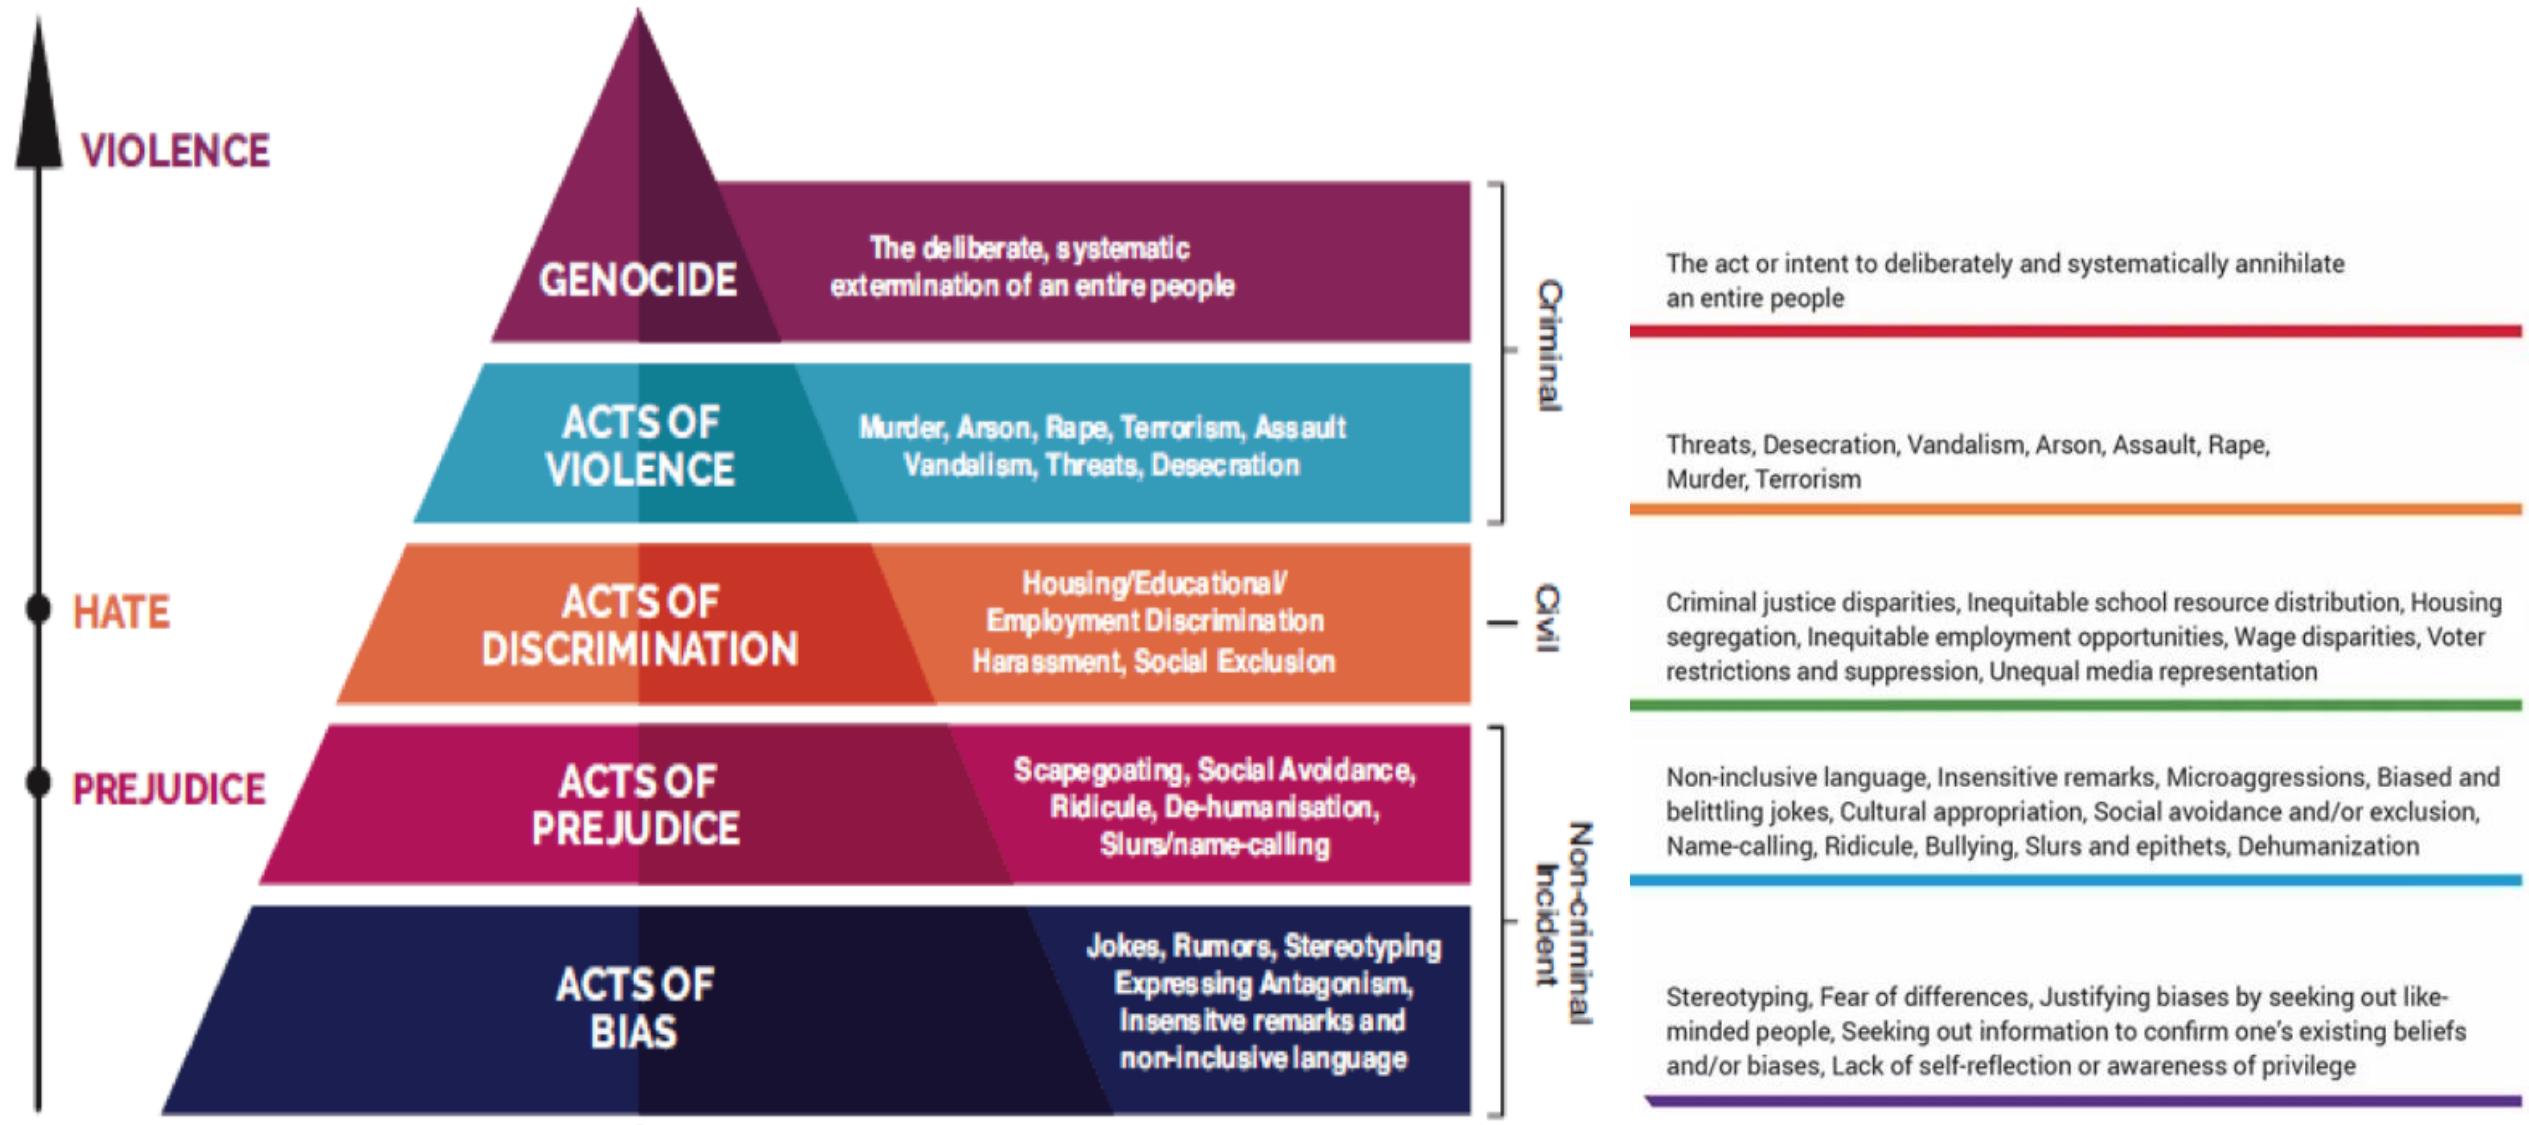 VIOLENCE
HATE
PREJUDICE
GENOCIDE
The deliberate, systematic
extermination of an entire people
ACTS OF
VIOLENCE
Murder, Arson, Rape, Terrorism, Assault
Vandalism, Threats, Desecration
ACTS OF
DISCRIMINATION
Housing/Educational/
Employment Discrimination
Harassment, Social Exclusion
ACTS OF
PREJUDICE
Scapegoating, Social Avoidance,
Ridicule, De-humanisation,
Slurs/name-calling
ACTS OF
BIAS
Jokes, Rumors, Stereotyping
Expressing Antagonism,
Insensitve remarks and
non-inclusive language
Criminal
Civil
Non-criminal
Incident
The act or intent to deliberately and systematically annihilate
an entire people
Threats, Desecration, Vandalism, Arson, Assault, Rape,
Murder, Terrorism
Criminal justice disparities, Inequitable school resource distribution, Housing
segregation, Inequitable employment opportunities, Wage disparities, Voter
restrictions and suppression, Unequal media representation
Non-inclusive language, Insensitive remarks, Microaggressions, Biased and
belittling jokes, Cultural appropriation, Social avoidance and/or exclusion,
Name-calling, Ridicule, Bullying, Slurs and epithets, Dehumanization
Stereotyping, Fear of differences, Justifying biases by seeking out like-
minded people, Seeking out information to confirm one's existing beliefs
and/or biases, Lack of self-reflection or awareness of privilege